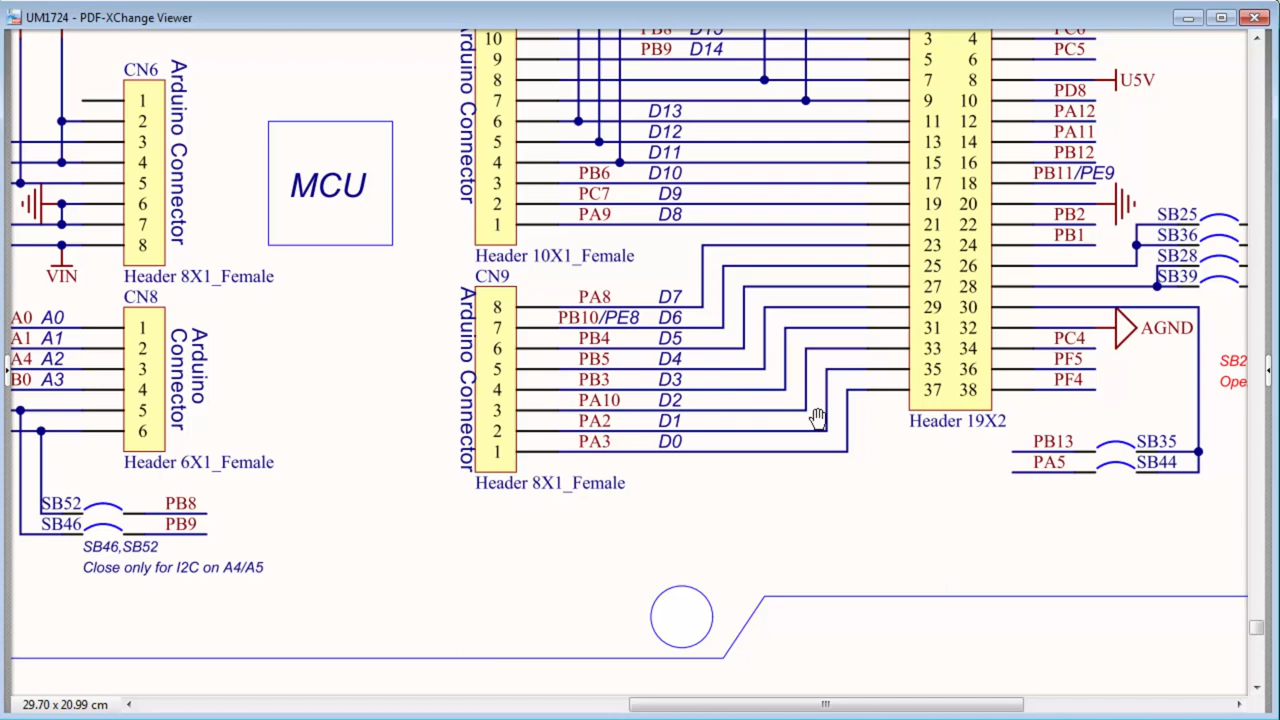 UM1724 - PDF-XChange Viewer
CN6
Arduino Connector
1
2
3
4
5
6
7
8
VIN
Header 8X1_Female
MCU
CN8
Arduino
Connector
A0 A0
A1 A1
A4 A2
B0 A3
1
2
3
4
5
6
Header 6X1_Female
SB52 PB8
SB46 PB9
SB46,SB52
Close only for I2C on A4/A5
Arduino Connector
10
9
8
7
6
5
4
3
2
1
PB8 D15
PB9 D14
D13
D12
D11
PB6 D10
PC7 D9
PA9 D8
Header 10X1_Female
CN9
Arduino Connector
8 PA8 D7
7 PB10/PE8 D6
6 PB4 D5
5 PB5 D4
4 PB3 D3
3 PA10 D2
2 PA2 D1
1 PA3 D0
Header 8X1_Female
3 4 PC6
5 6 PC5
7 8 U5V
9 10 PD8
11 12 PA12
13 14 PA11
15 16 PB12
17 18 PB11/PE9
19 20
21 22 PB2
23 24 PB1
25 26
27 28
29 30
31 32 AGND
33 34 PC4
35 36 PF5
37 38 PF4
Header 19X2
SB25
SB36
SB28
SB39
SB2
Ope
PB13 SB35
PA5 SB44
29.70 x 20.99 cm